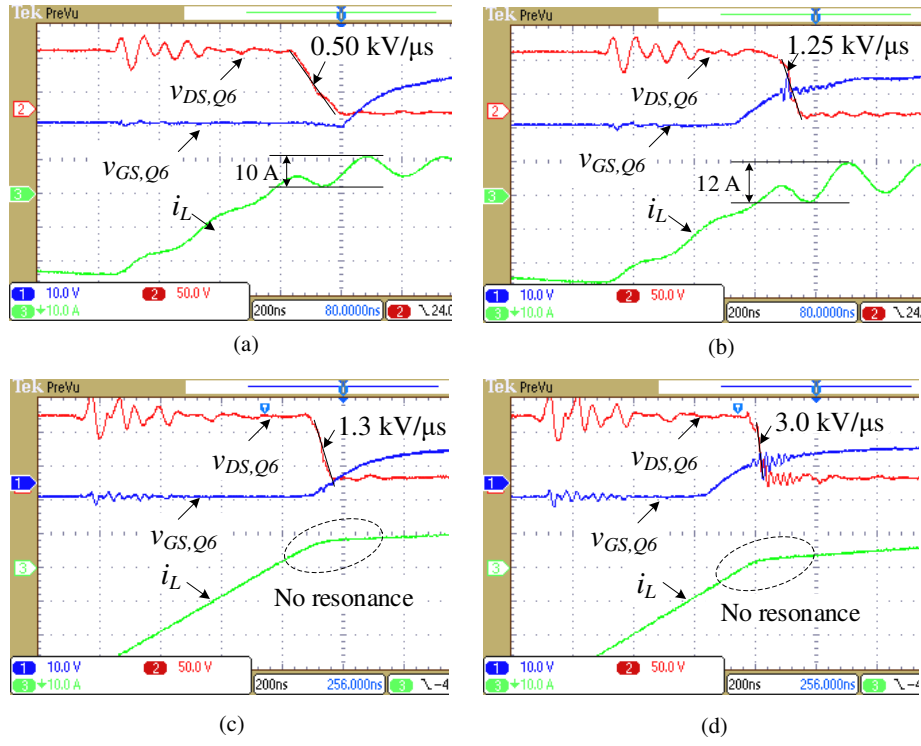 Tek PreVu
0.50 kV/μs
vDS,Q6
2
vGS,Q6
10 A
3
iL
1 10.0 V 2 50.0 V
3 10.0 A
200ns 80.0000ns 2 24.
(a)
Tek PreVu
1.25 kV/μs
vDS,Q6
2
vGS,Q6
12 A
3
iL
1 10.0 V 2 50.0 V
3 10.0 A
200ns 80.0000ns 2 24.
(b)
Tek PreVu
1.3 kV/μs
vDS,Q6
1
vGS,Q6
3
iL
No resonance
1 10.0 V 2 50.0 V
3 10.0 A
200ns 256.000ns 3 -4
(c)
Tek PreVu
3.0 kV/μs
vDS,Q6
1
vGS,Q6
3
iL
No resonance
1 10.0 V 2 50.0 V
3 10.0 A
200ns 256.000ns 3 -4
(d)